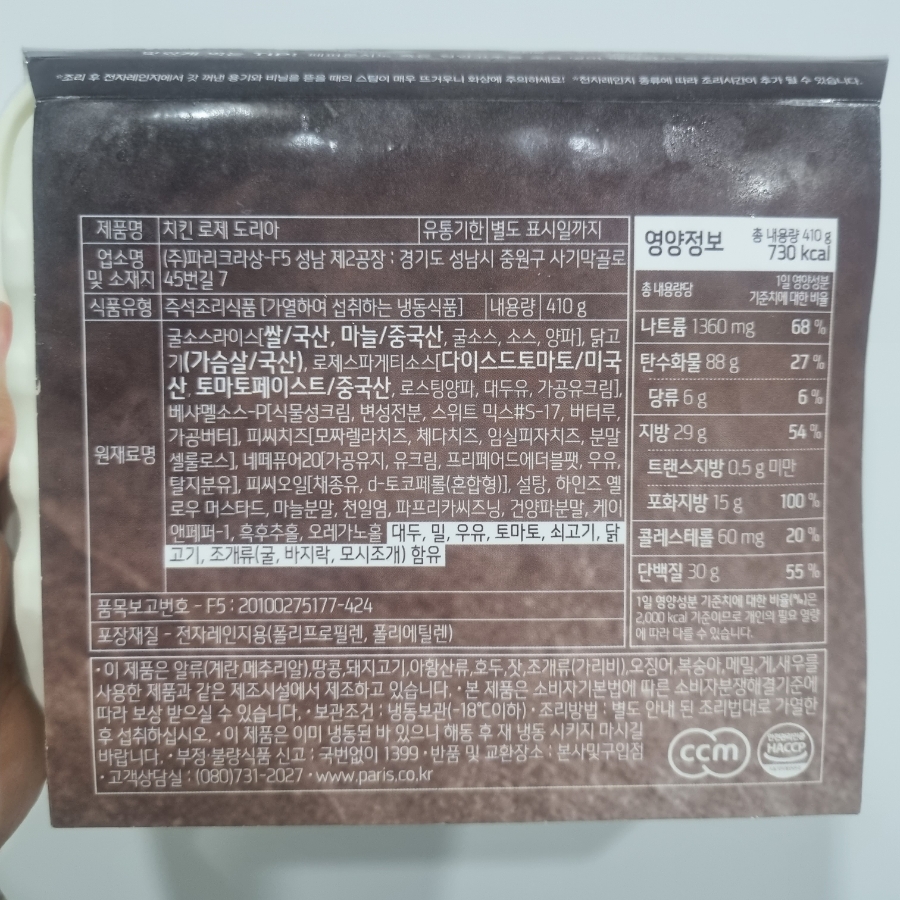 *조리 후 전자레인지에서 갓 꺼낸 용기와 비닐을 뜯을 때의 스팀이 매우 뜨거우니 화상에 주의하세요! *전자레인지 종류에 따라 조리시간이 추가 될 수 있습니다.
제품명 치킨 로제 도리아 유통기한 별도 표시일까지
업소명 및 소재지 (주)파리크라상-F5 성남 제2공장 : 경기도 성남시 중원구 사기막골로
45번길 7
식품유형 즉석조리식품 [가열하여 섭취하는 냉동식품] 내용량 410 g
원재료명
굴소스라이스[쌀/국산, 마늘/중국산, 굴소스, 소스, 양파], 닭고
기(가슴살/국산), 로제스파게티소스[다이스드토마토/미국
산, 토마토페이스트/중국산, 로스팅양파, 대두유, 가공유크림],
베샤멜소스-P[식물성크림, 변성전분, 스위트 믹스#S-17, 버터루,
가공버터], 피씨치즈[모짜렐라치즈, 체다치즈, 임실피자치즈, 분말
셀룰로스], 네떼퓨어20[가공유지, 유크림, 프리페어드에더블팻, 우유,
탈지분유], 피씨오일[채종유, d-토코페롤(혼합형)], 설탕, 하인즈 옐
로우 머스타드, 마늘분말, 천일염, 파프리카씨즈닝, 건양파분말, 케이
앤페퍼-1, 흑후추홀, 오레가노홀 대두, 밀, 우유, 토마토, 쇠고기, 닭
고기, 조개류(굴, 바지락, 모시조개) 함유
품목보고번호 - F5 : 20100275177-424
포장재질 - 전자레인지용(폴리프로필렌, 폴리에틸렌)
영양정보 총 내용량 410 g
730 kcal
총 내용량당 1일 영양성분
기준치에 대한 비율
나트륨 1360 mg 68 %
탄수화물 88 g 27 %
당류 6 g 6 %
지방 29 g 54 %
트랜스지방 0.5 g 미만
포화지방 15 g 100 %
콜레스테롤 60 mg 20 %
단백질 30 g 55 %
1일 영양성분 기준치에 대한 비율(%)은
2,000 kcal 기준이므로 개인의 필요 열량
에 따라 다를 수 있습니다.
·이 제품은 알류(계란,메추리알),땅콩,돼지고기,아황산류,호두,잣,조개류(가리비),오징어,복숭아,메밀,게,새우를
사용한 제품과 같은 제조시설에서 제조하고 있습니다. ·본 제품은 소비자기본법에 따른 소비자분쟁해결기준에
따라 보상 받으실 수 있습니다. ·보관조건 : 냉동보관(-18℃이하) ·조리방법 : 별도 안내 된 조리법대로 가열한
후 섭취하십시오. ·이 제품은 이미 냉동된 바 있으니 해동 후 재 냉동 시키지 마시길
바랍니다. ·부정·불량식품 신고 : 국번없이 1399 ·반품 및 교환장소 : 본사및구입점
·고객상담실 : (080)731-2027 ·www.paris.co.kr
ccm
HACCP